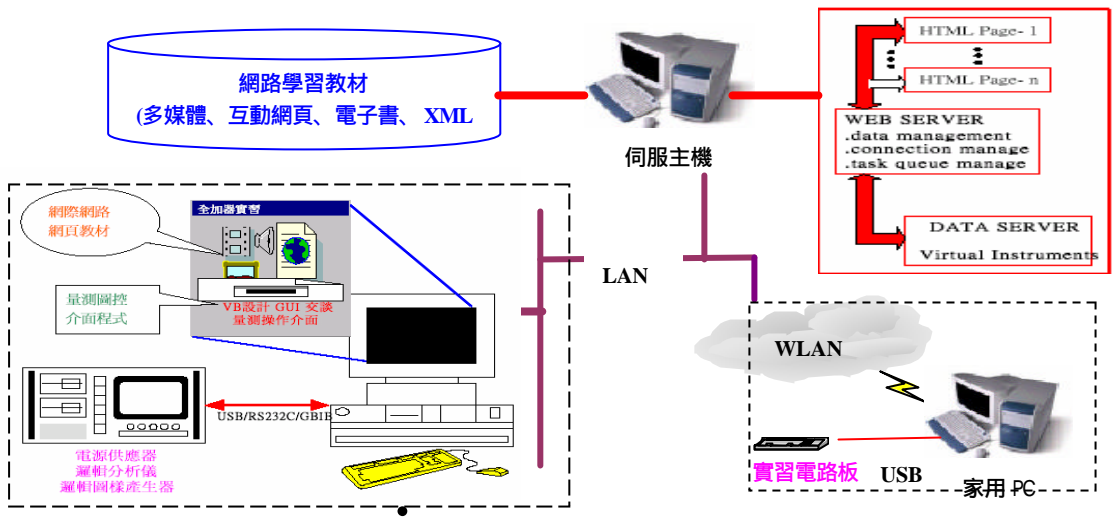 網路學習教材
(多媒體、互動網頁、電子書、 XML
伺服主機
HTML Page- 1
HTML Page- n
WEB SERVER
.data management
.connection manage
.task queue manage
DATA SERVER
Virtual Instruments
網際網路
網頁教材
全加器實習
VB設計 GUI 交談
量測操作介面
量測圖控
介面程式
USB/RS232C/GBIB
電源供應器
邏輯分析儀
邏輯圖樣產生器
LAN
WLAN
實習電路板
USB
家用 PC